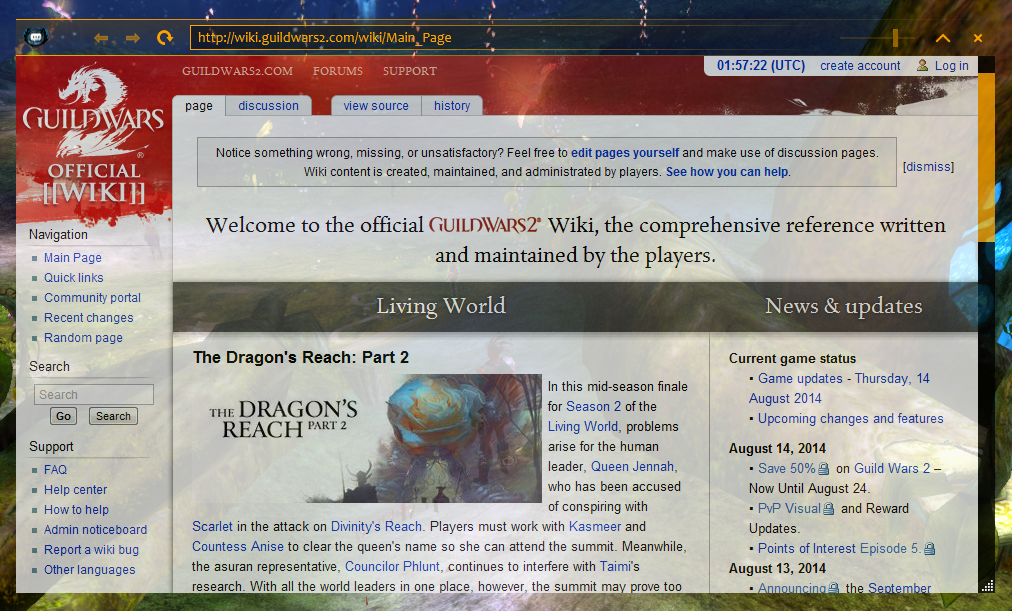 http://wiki.guildwars2.com/wiki/Main_Page
GUILDWARS2.COM FORUMS SUPPORT
01:57:22 (UTC) create account Log in
page discussion view source history
GUILDWARS2
OFFICIAL
[[WIKI]]
Notice something wrong, missing, or unsatisfactory? Feel free to edit pages yourself and make use of discussion pages.
Wiki content is created, maintained, and administrated by players. See how you can help.
[dismiss]
Welcome to the official GUILDWARS2 Wiki, the comprehensive reference written
and maintained by the players.
Navigation
Main Page
Quick links
Community portal
Recent changes
Random page
Search
Search
Go Search
Support
FAQ
Help center
How to help
Admin noticeboard
Report a wiki bug
Other languages
Living World
The Dragon's Reach: Part 2
THE DRAGON'S
REACH PART 2
In this mid-season finale
for Season 2 of the
Living World, problems
arise for the human
leader, Queen Jennah,
who has been accused
of conspiring with
Scarlet in the attack on Divinity's Reach. Players must work with Kasmeer and
Countess Anise to clear the queen's name so she can attend the summit. Meanwhile,
the asuran representative, Councilor Phlunt, continues to interfere with Taimi's
research. With all the world leaders in one place, however, the summit may prove too
News & updates
Current game status
▪ Game updates - Thursday, 14
August 2014
▪ Upcoming changes and features
August 14, 2014
▪ Save 50% on Guild Wars 2 –
Now Until August 24.
▪ PvP Visual and Reward
Updates.
▪ Points of Interest Episode 5.
August 13, 2014
▪ Announcing the September